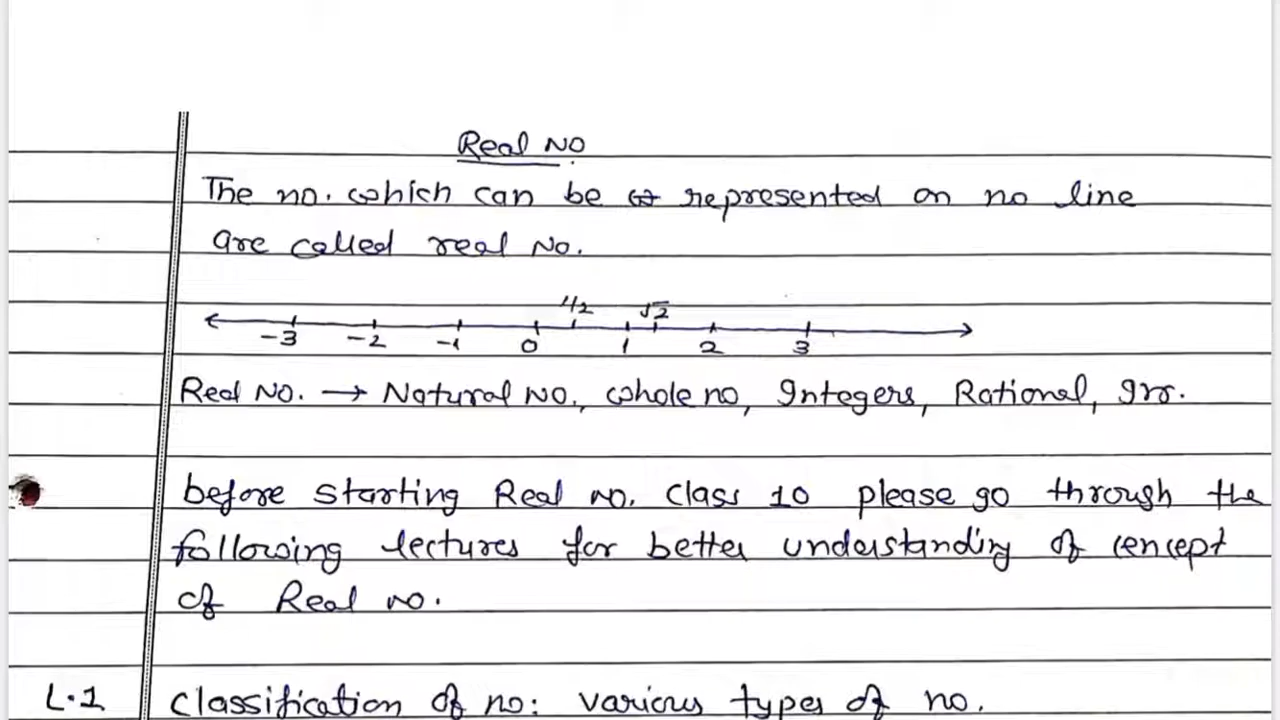 Real No.
The no. which can be represented on no line
are called real No.
1/2 √2
-3 -2 -1 0 1 2 3
Real No. → Natural No., whole no, Integers, Rational, Irr.
before starting Real no. Class 10 please go through the
following lectures for better understanding of concept
of Real no.
L.1 Classification of no: various types of no.